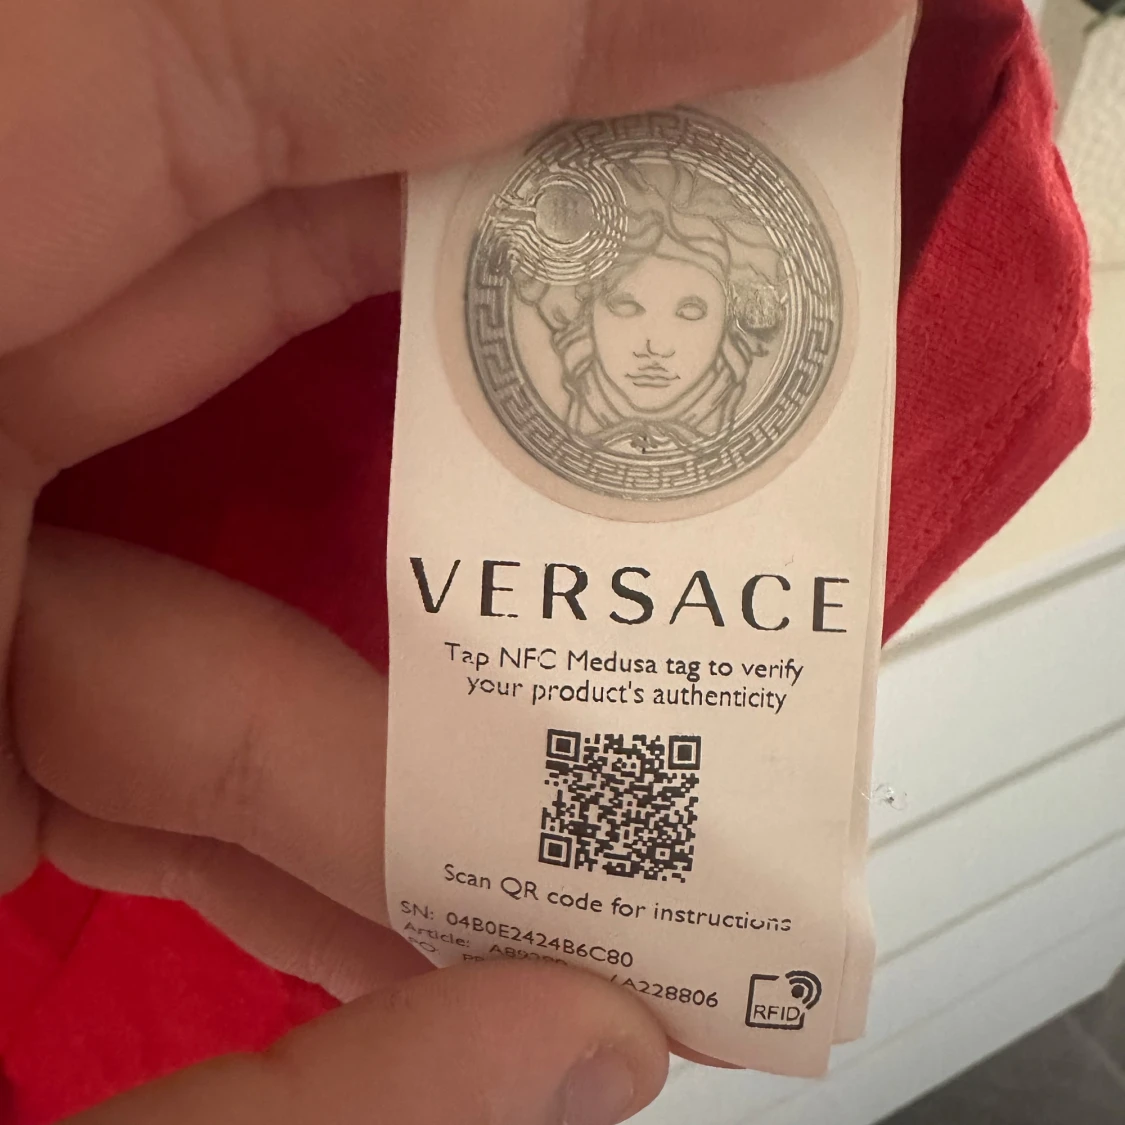 VERSACE
Tap NFC Medusa tag to verify
your product's authenticity
Scan QR code for instructions
SN: 04B0E2424B6C80
Article:
PO: /A228806
RFID